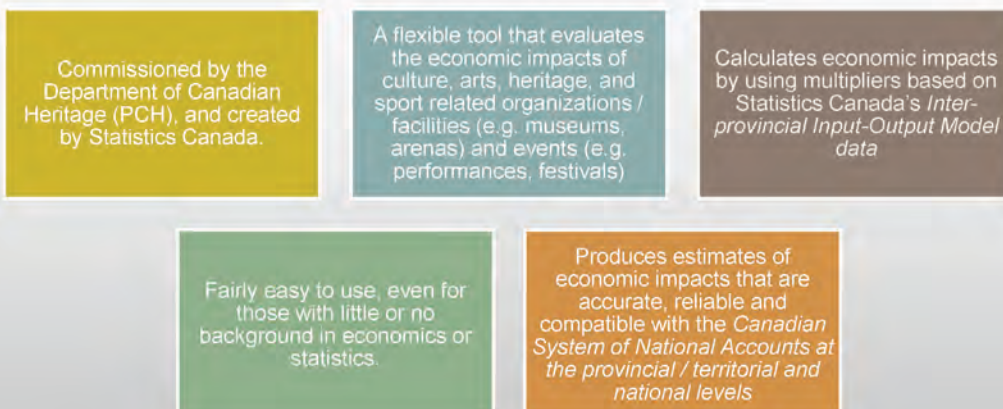 Commissioned by the
Department of Canadian
Heritage (PCH), and created
by Statistics Canada.
A flexible tool that evaluates
the economic impacts of
culture, arts, heritage, and
sport related organizations /
facilities (e.g. museums,
arenas) and events (e.g.
performances, festivals)
Calculates economic impacts
by using multipliers based on
Statistics Canada's Inter-
provincial Input-Output Model
data
Fairly easy to use, even for
those with little or no
background in economics or
statistics.
Produces estimates of
economic impacts that are
accurate, reliable and
compatible with the Canadian
System of National Accounts at
the provincial / territorial and
national levels